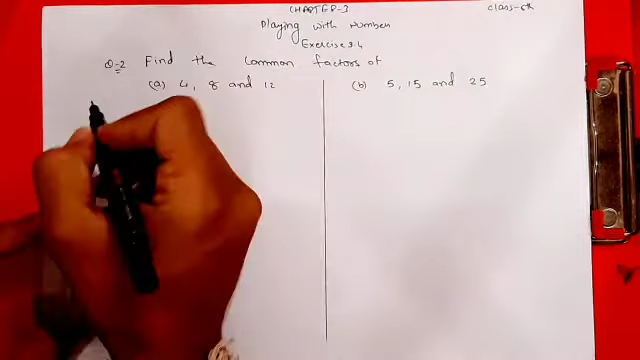 CHAPTER-3
class-6th
Playing with Number
Exercise 3.4
Q-2 Find the Common factors of
(a) 4, 8 and 12
(b) 5, 15 and 25